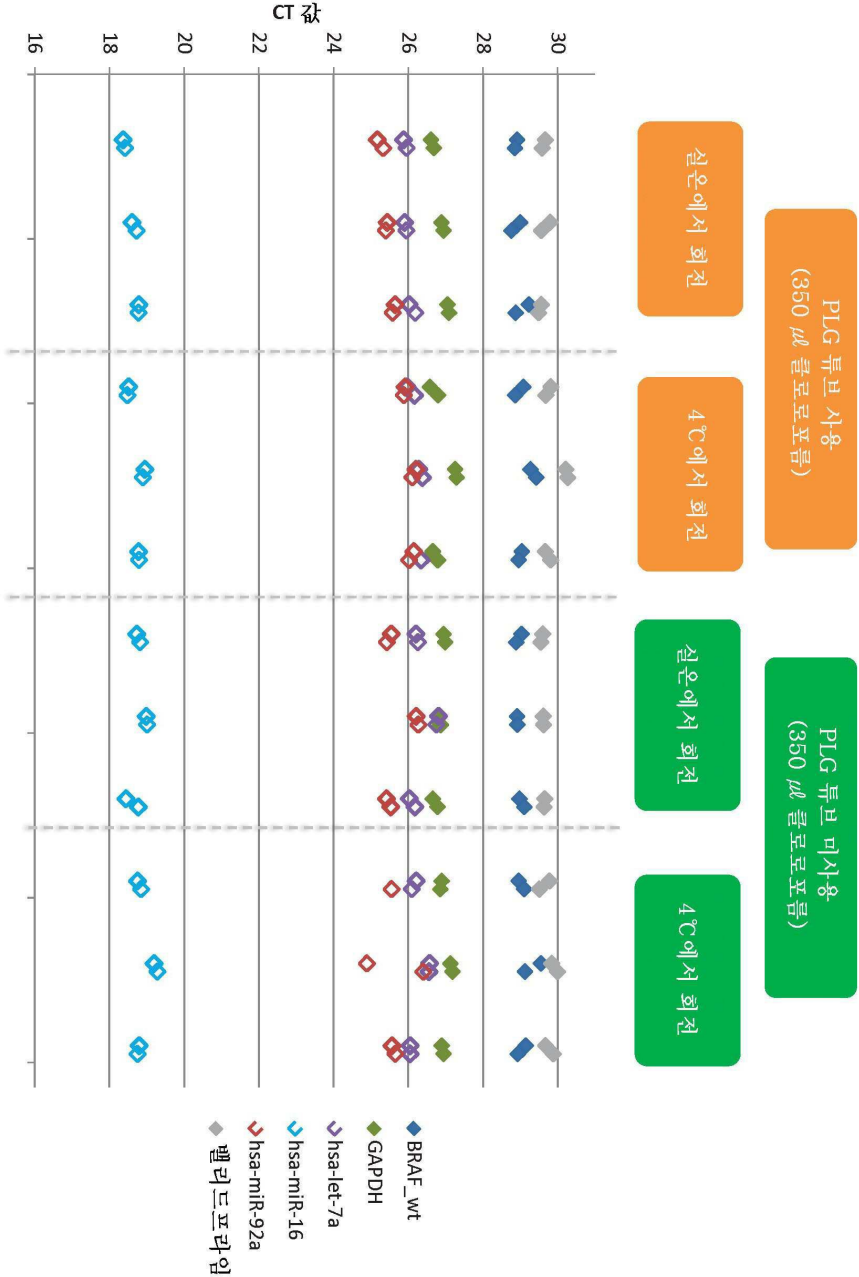 PLG 튜브 사용
(350 ㎕ 클로로포름)
PLG 튜브 미사용
(350 ㎕ 클로로포름)
실온에서 회전
4℃에서 회전
실온에서 회전
4℃에서 회전
CT 값
30
28
26
24
22
20
18
16
BRAF_wt
GAPDH
hsa-let-7a
hsa-miR-16
hsa-miR-92a
밸리드프라임